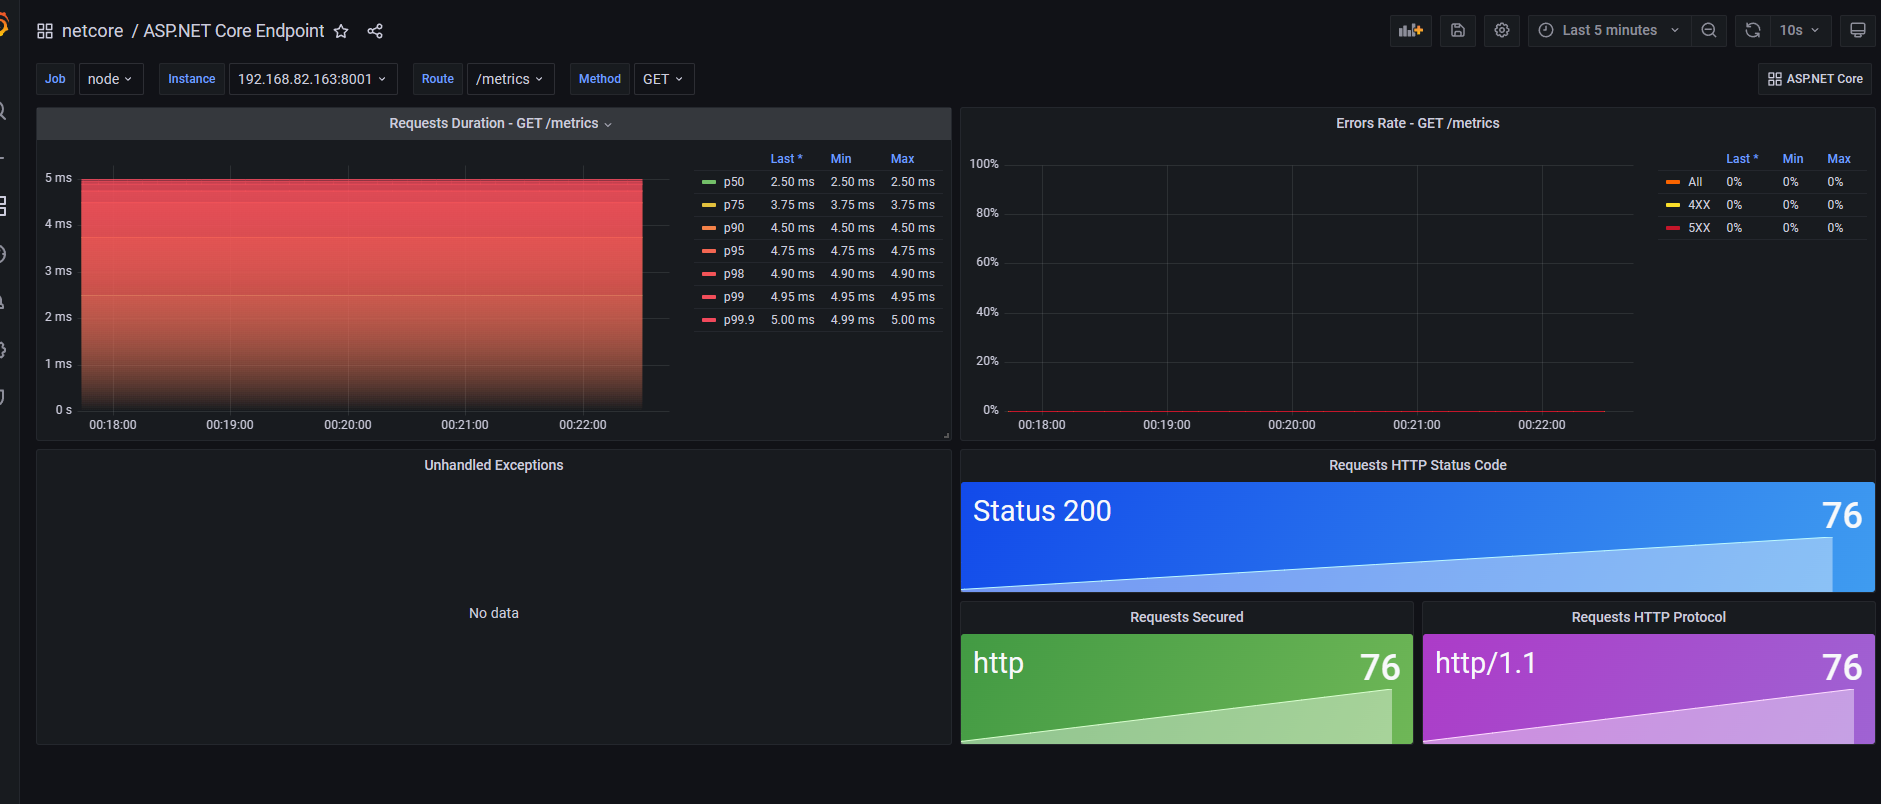 netcore / ASP.NET Core Endpoint
Last 5 minutes
10s
Job node Instance 192.168.82.163:8001 Route /metrics Method GET
ASP.NET Core
Requests Duration - GET /metrics
Last * Min Max
p50 2.50 ms 2.50 ms 2.50 ms
p75 3.75 ms 3.75 ms 3.75 ms
p90 4.50 ms 4.50 ms 4.50 ms
p95 4.75 ms 4.75 ms 4.75 ms
p98 4.90 ms 4.90 ms 4.90 ms
p99 4.95 ms 4.95 ms 4.95 ms
p99.9 5.00 ms 4.99 ms 5.00 ms
5 ms
4 ms
3 ms
2 ms
1 ms
0 s
00:18:00 00:19:00 00:20:00 00:21:00 00:22:00
Errors Rate - GET /metrics
Last * Min Max
All 0% 0% 0%
4XX 0% 0% 0%
5XX 0% 0% 0%
100%
80%
60%
40%
20%
0%
00:18:00 00:19:00 00:20:00 00:21:00 00:22:00
Unhandled Exceptions
No data
Requests HTTP Status Code
Status 200 76
Requests Secured
http 76
Requests HTTP Protocol
http/1.1 76